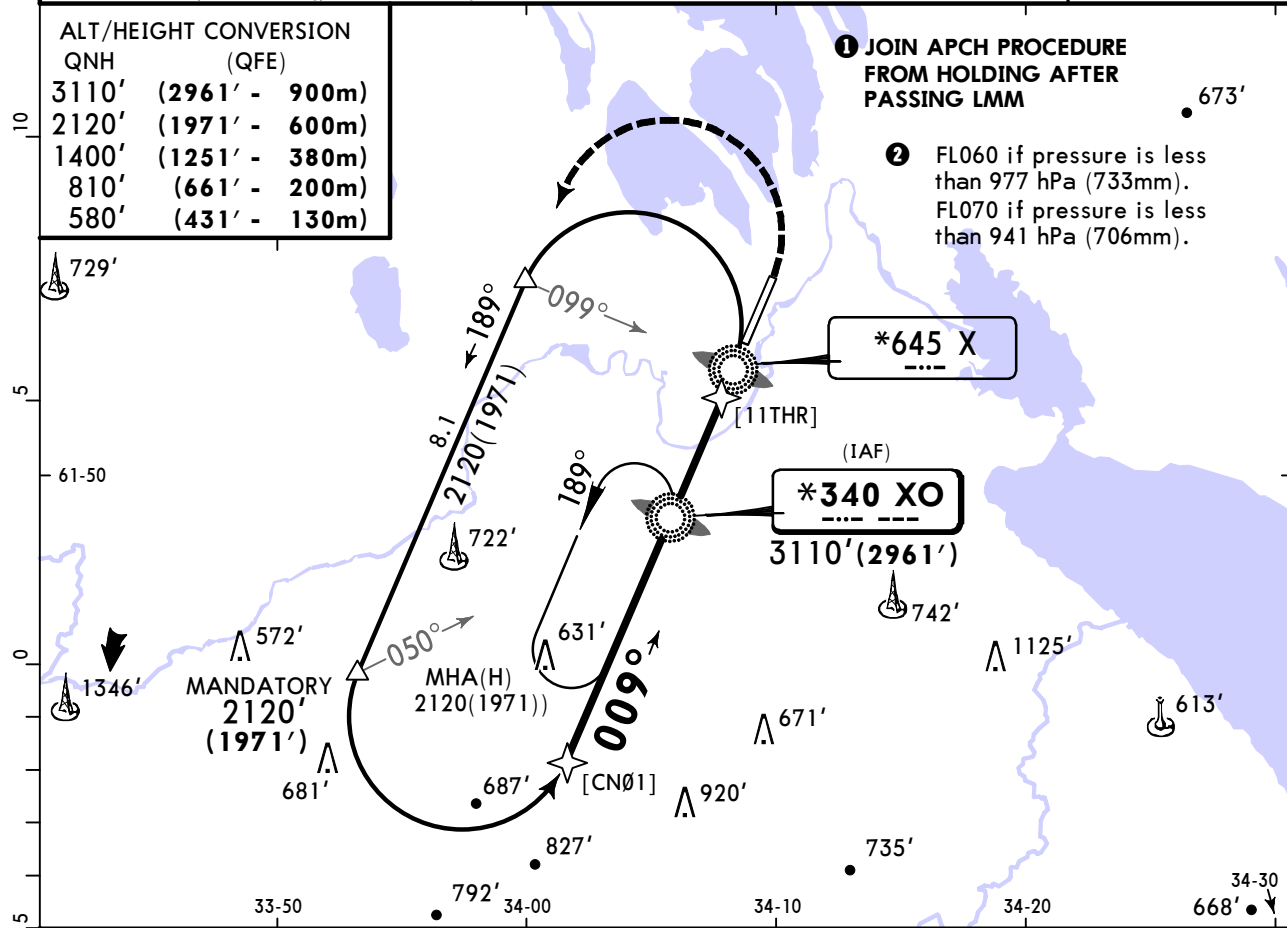 ALT/HEIGHT CONVERSION
QNH (QFE)
3110' (2961' - 900m)
2120' (1971' - 600m)
1400' (1251' - 380m)
810' (661' - 200m)
580' (431' - 130m)
❶ JOIN APCH PROCEDURE
FROM HOLDING AFTER
PASSING LMM
❷ FL060 if pressure is less
than 977 hPa (733mm).
FL070 if pressure is less
than 941 hPa (706mm).
673'
10
729'
189°
099°
*645 X
5
8.1
2120(1971)
[11THR]
61-50
189°
(IAF)
*340 XO
3110'(2961')
722'
742'
0
572'
050°
631'
1125'
1346'
MANDATORY
2120'
(1971')
MHA(H)
2120(1971))
009°
671'
613'
681'
687'
[CNØ1]
920'
827'
735'
792'
668'
34-30
5
33-50
34-00
34-10
34-20